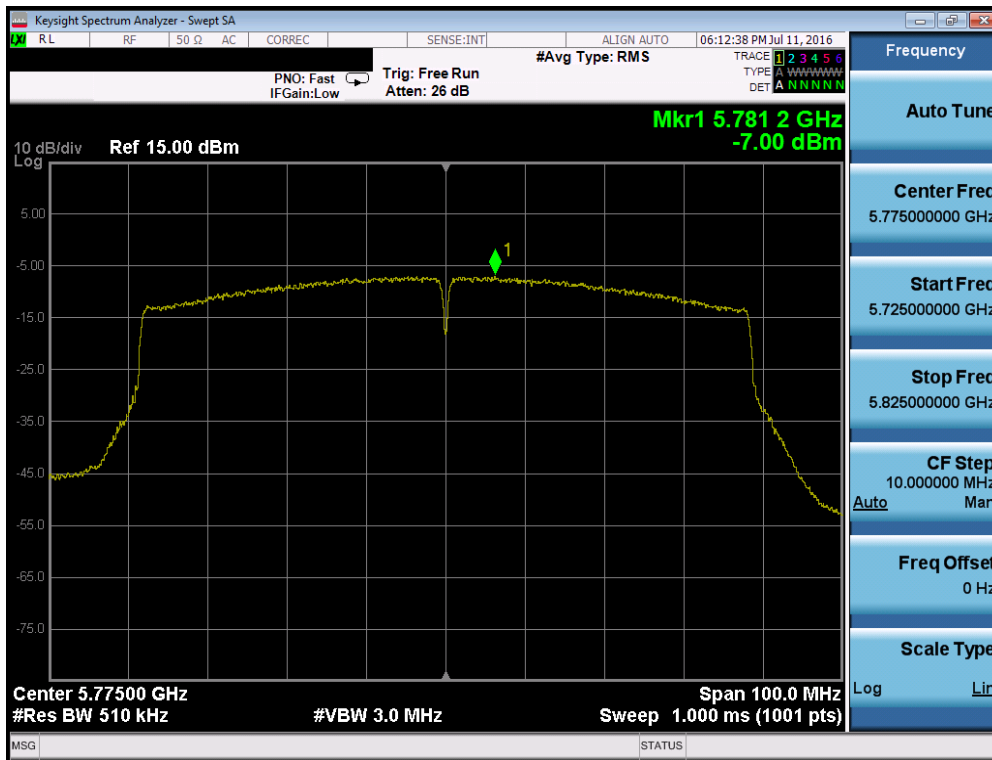 Keysight Spectrum Analyzer - Swept SA
LXI RL RF 50 Ω AC CORREC SENSE:INT ALIGN AUTO 06:12:38 PM Jul 11, 2016
#Avg Type: RMS
TRACE 1 2 3 4 5 6
PNO: Fast Trig: Free Run
TYPE A WWWWW
IFGain:Low Atten: 26 dB
DET A N N N N N
Mkr1 5.781 2 GHz
-7.00 dBm
10 dB/div Ref 15.00 dBm
Log
1
5.00
-5.00
-15.0
-25.0
-35.0
-45.0
-55.0
-65.0
-75.0
Center 5.77500 GHz Span 100.0 MHz
#Res BW 510 kHz #VBW 3.0 MHz Sweep 1.000 ms (1001 pts)
MSG STATUS
Frequency
Auto Tune
Center Freq
5.775000000 GHz
Start Freq
5.725000000 GHz
Stop Freq
5.825000000 GHz
CF Step
10.000000 MHz
Auto Man
Freq Offset
0 Hz
Scale Type
Log Lin